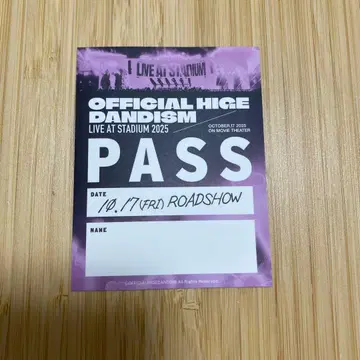 LIVE AT STADIUM
OFFICIAL HIGE
DANDISM
LIVE AT STADIUM 2025
OCTOBER.17 2025
ON MOVIE THEATER
PASS
DATE
10.17(FRI) ROADSHOW
NAME